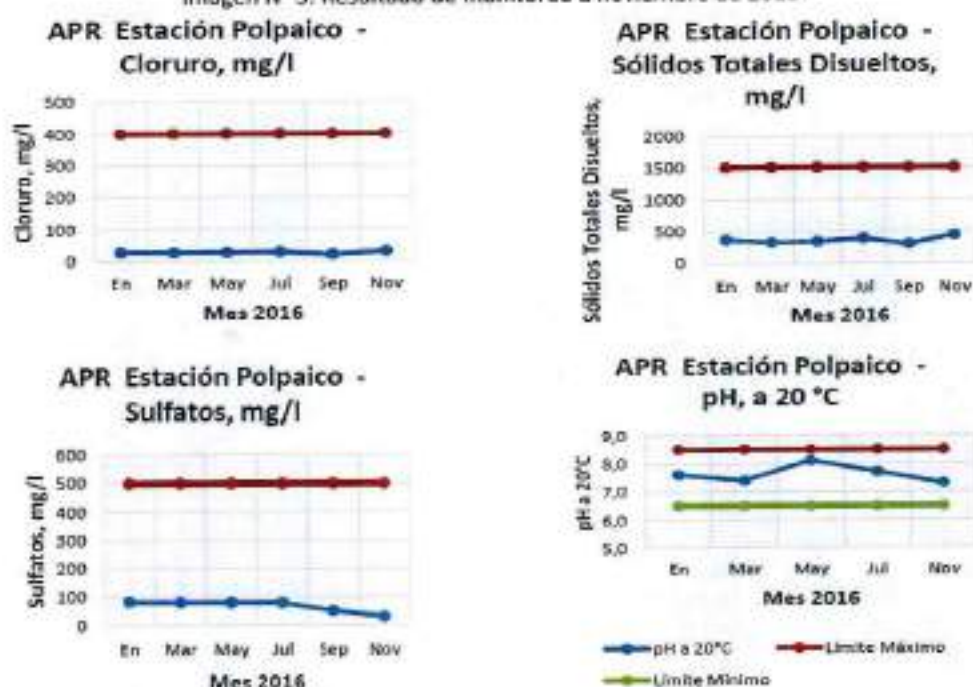 APR Estación Polpaico -
Cloruro, mg/l
Cloruro, mg/l
500
400
300
200
100
0
En Mar May Jul Sep Nov
Mes 2016
APR Estación Polpaico -
Sólidos Totales Disueltos,
mg/l
Sólidos Totales Disueltos,
mg/l
2000
1500
1000
500
0
En Mar May Jul Sep Nov
Mes 2016
APR Estación Polpaico -
Sulfatos, mg/l
Sulfatos, mg/l
600
500
400
300
200
100
0
En Mar May Jul Sep Nov
Mes 2016
APR Estación Polpaico -
pH, a 20 °C
pH a 20°C
9,0
8,0
7,0
6,0
5,0
En Mar May Jul Nov
Mes 2016
pH a 20°C
Límite Máximo
Límite Mínimo